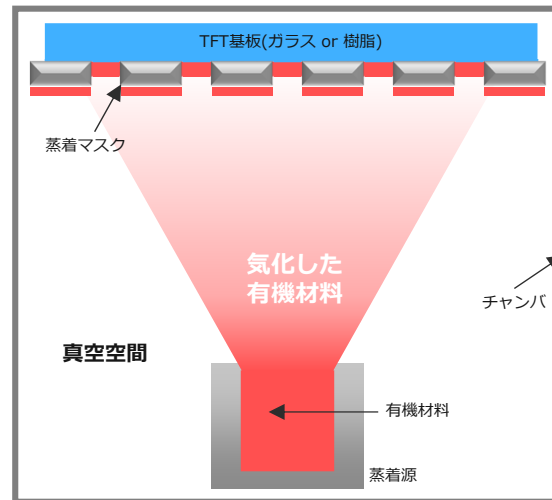 TFT基板(ガラス or 樹脂)
蒸着マスク
気化した
有機材料
チャンバ
真空空間
有機材料
蒸着源